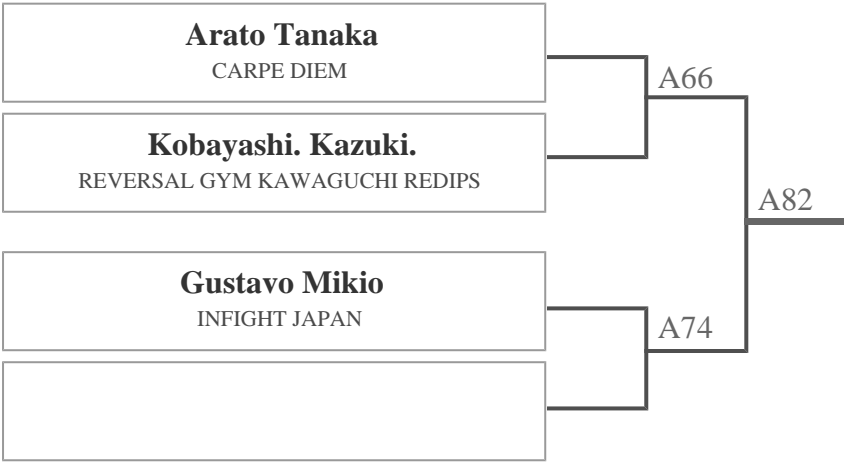 Arato Tanaka
CARPE DIEM
A66
Kobayashi. Kazuki.
REVERSAL GYM KAWAGUCHI REDIPS
A82
Gustavo Mikio
INFIGHT JAPAN
A74